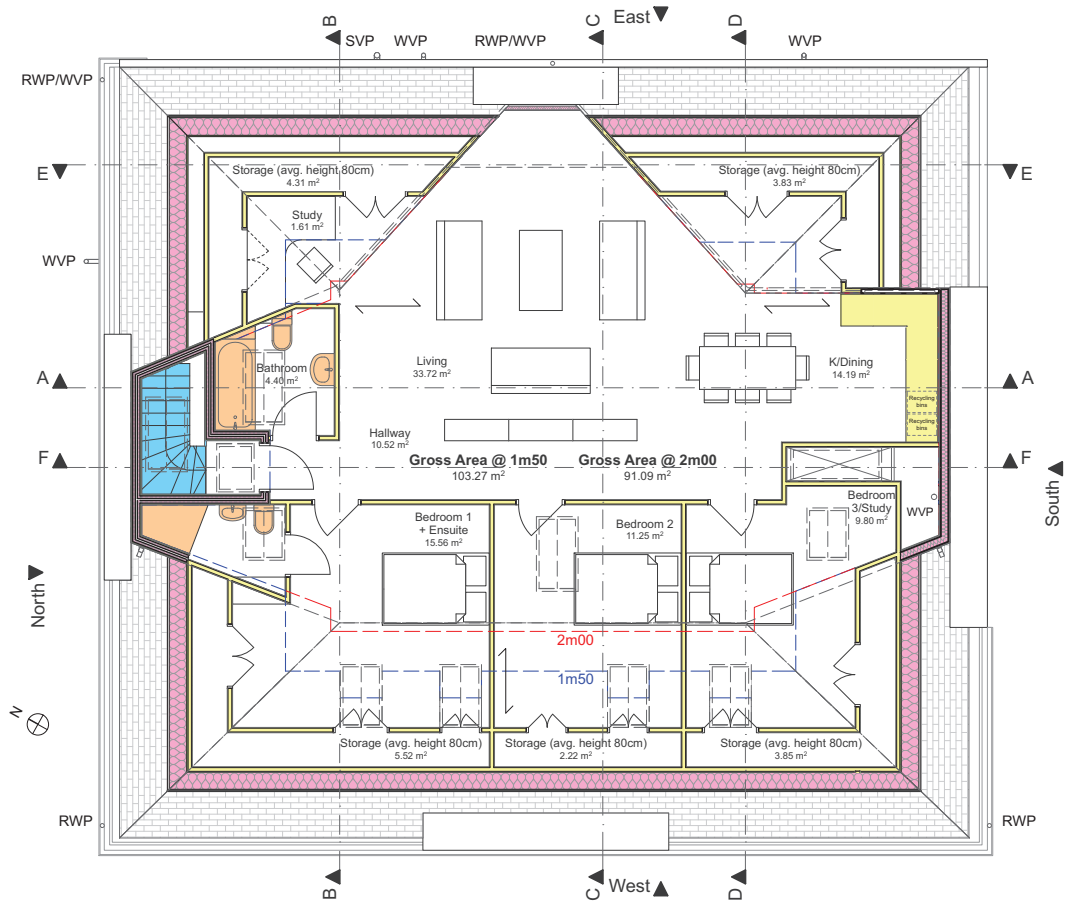 B
C
East
D
SVP
WVP
RWP/WVP
WVP
RWP/WVP
E
Storage (avg. height 80cm)
4.31 m²
Storage (avg. height 80cm)
3.83 m²
E
Study
1.61 m²
WVP
Living
33.72 m²
Bathroom
4.40 m²
K/Dining
14.19 m²
A
A
Recycling
bins
Recycling
bins
Hallway
10.52 m²
Gross Area @ 1m50
103.27 m²
Gross Area @ 2m00
91.09 m²
F
F
South
Bedroom 1
+ Ensuite
15.56 m²
Bedroom 2
11.25 m²
Bedroom
3/Study
9.80 m²
WVP
North
2m00
1m50
N
Storage (avg. height 80cm)
5.52 m²
Storage (avg. height 80cm)
2.22 m²
Storage (avg. height 80cm)
3.85 m²
RWP
RWP
B
C
West
D